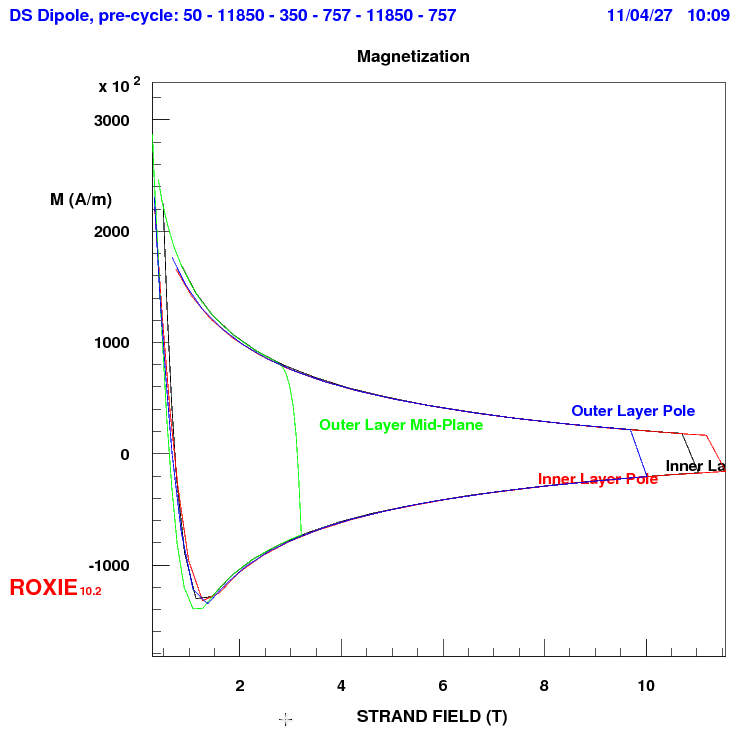 DS Dipole, pre-cycle: 50 - 11850 - 350 - 757 - 11850 - 757 11/04/27 10:09
Magnetization
x 10 2
3000
M (A/m)
2000
1000
Outer Layer Pole
Outer Layer Mid-Plane
0
Inner La
Inner Layer Pole
-1000
ROXIE 10.2
2 4 6 8 10
STRAND FIELD (T)